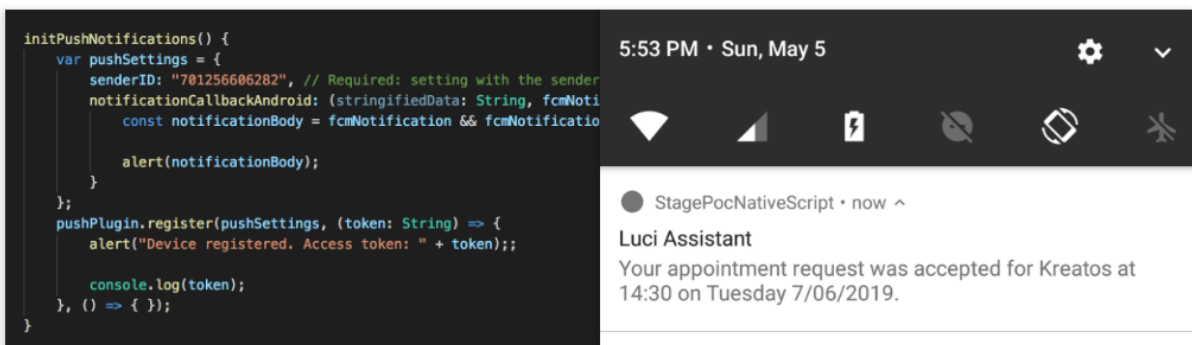 initPushNotifications() {
var pushSettings = {
senderID: "701256606282", // Required: setting with the sender
notificationCallbackAndroid: (stringifiedData: String, fcmNoti
const notificationBody = fcmNotification && fcmNotificatio
alert(notificationBody);
}
};
pushPlugin.register(pushSettings, (token: String) => {
alert("Device registered. Access token: " + token);;
console.log(token);
}, () => { });
}
5:53 PM • Sun, May 5
StagePocNativeScript • now
Luci Assistant
Your appointment request was accepted for Kreatos at
14:30 on Tuesday 7/06/2019.